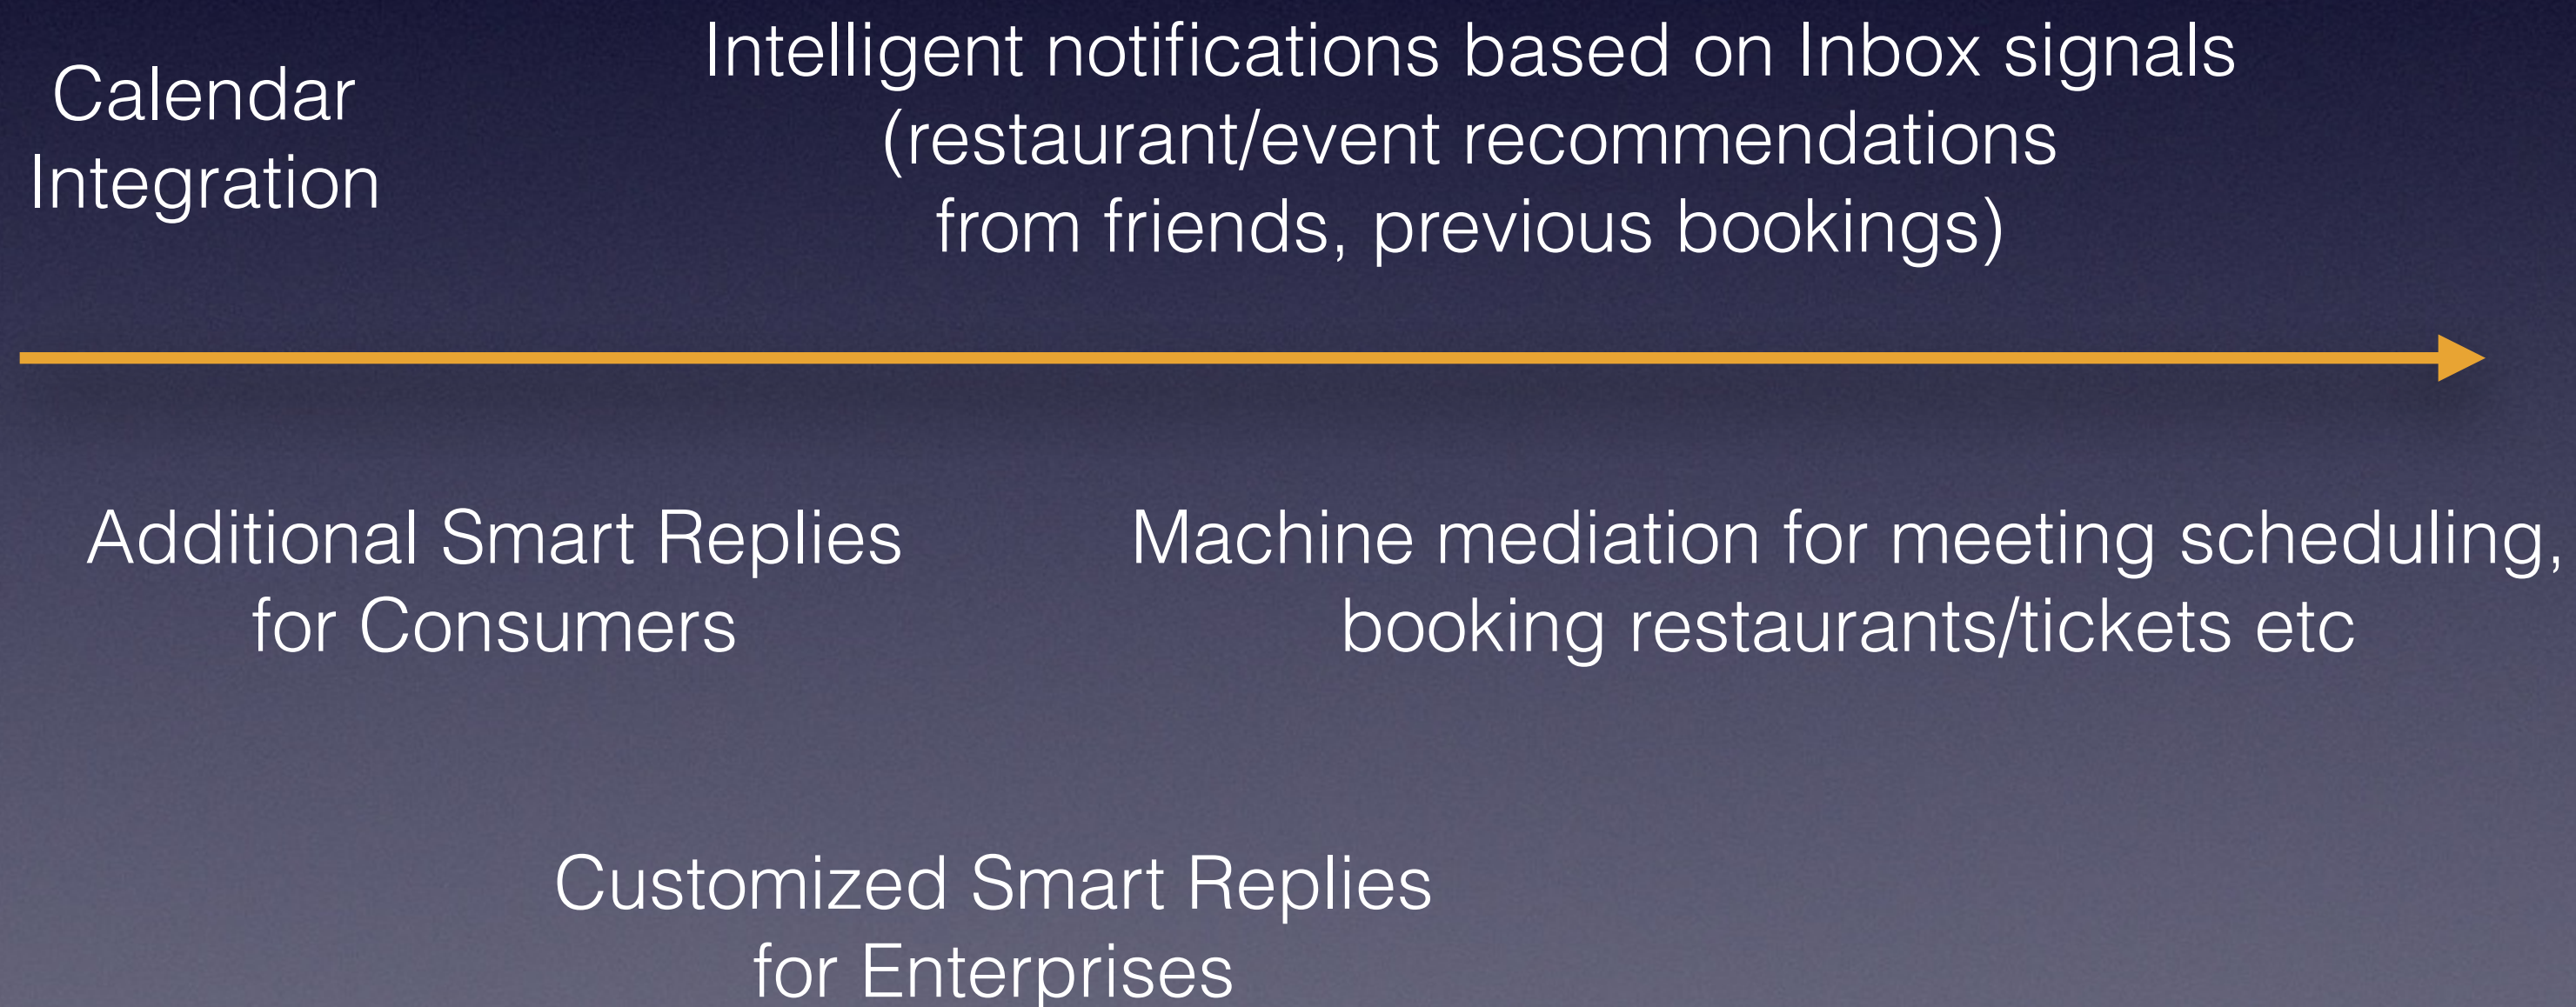 Calendar
Integration
Intelligent notifications based on Inbox signals
(restaurant/event recommendations
from friends, previous bookings)
Additional Smart Replies
for Consumers
Machine mediation for meeting scheduling,
booking restaurants/tickets etc
Customized Smart Replies
for Enterprises